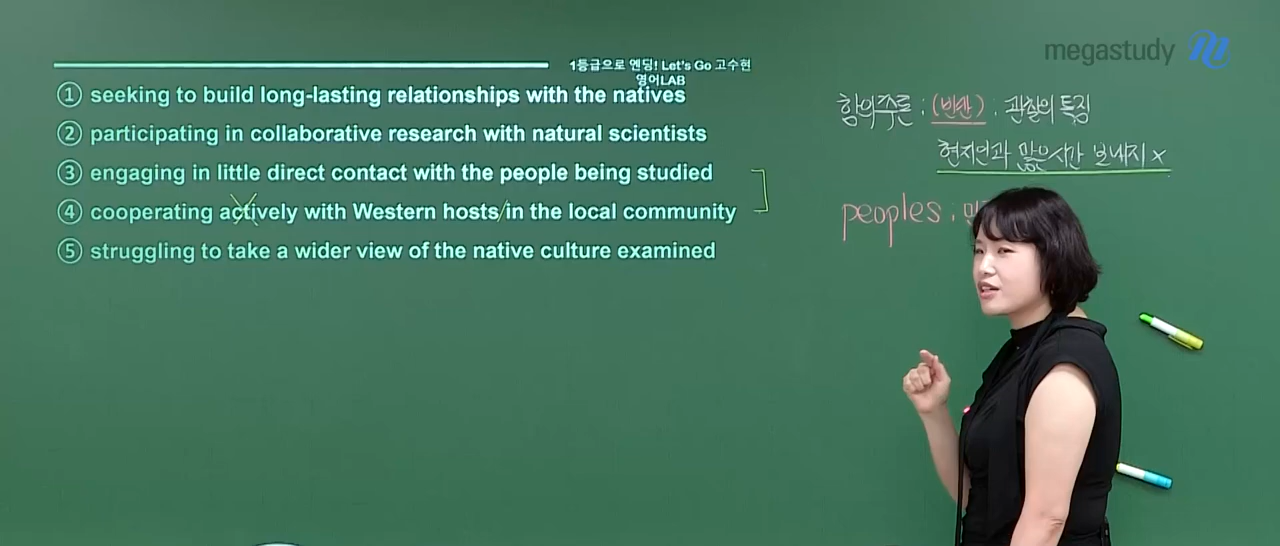 megastudy
1등급으로 엔딩! Let's Go 고수현
영어LAB
① seeking to build long-lasting relationships with the natives
② participating in collaborative research with natural scientists
③ engaging in little direct contact with the people being studied
④ cooperating actively with Western hosts/in the local community
⑤ struggling to take a wider view of the native culture examined
함의추론 : (빈칸) : 관찰의 특징
현지인과 많은시간 보내지 x
peoples :